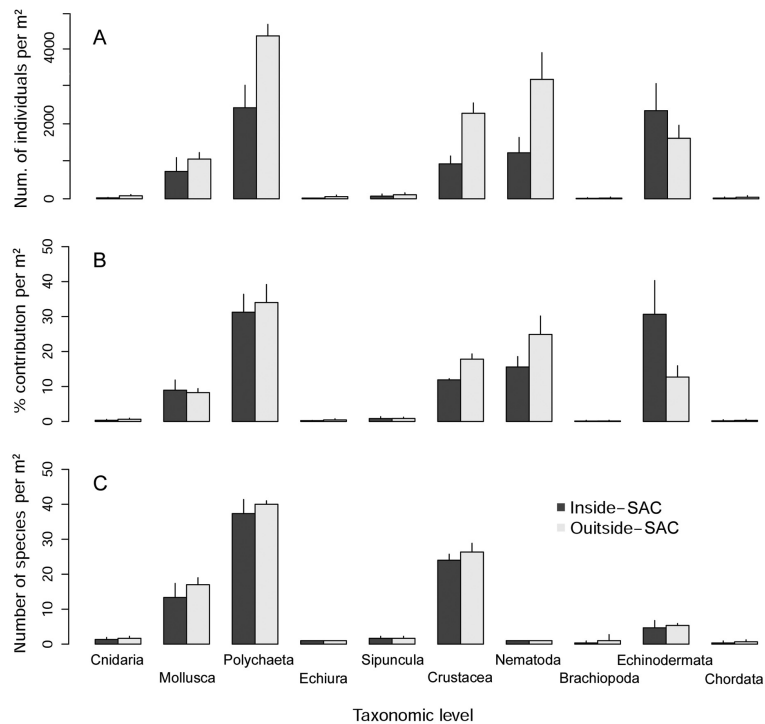 A
Num. of individuals per m²
0
2000
4000
B
% contribution per m²
0
10
20
30
40
50
C
Number of species per m²
0
10
20
30
40
50
Inside-SAC
Ouitside-SAC
Cnidaria
Mollusca
Polychaeta
Echiura
Sipuncula
Crustacea
Nematoda
Brachiopoda
Echinodermata
Chordata
Taxonomic level